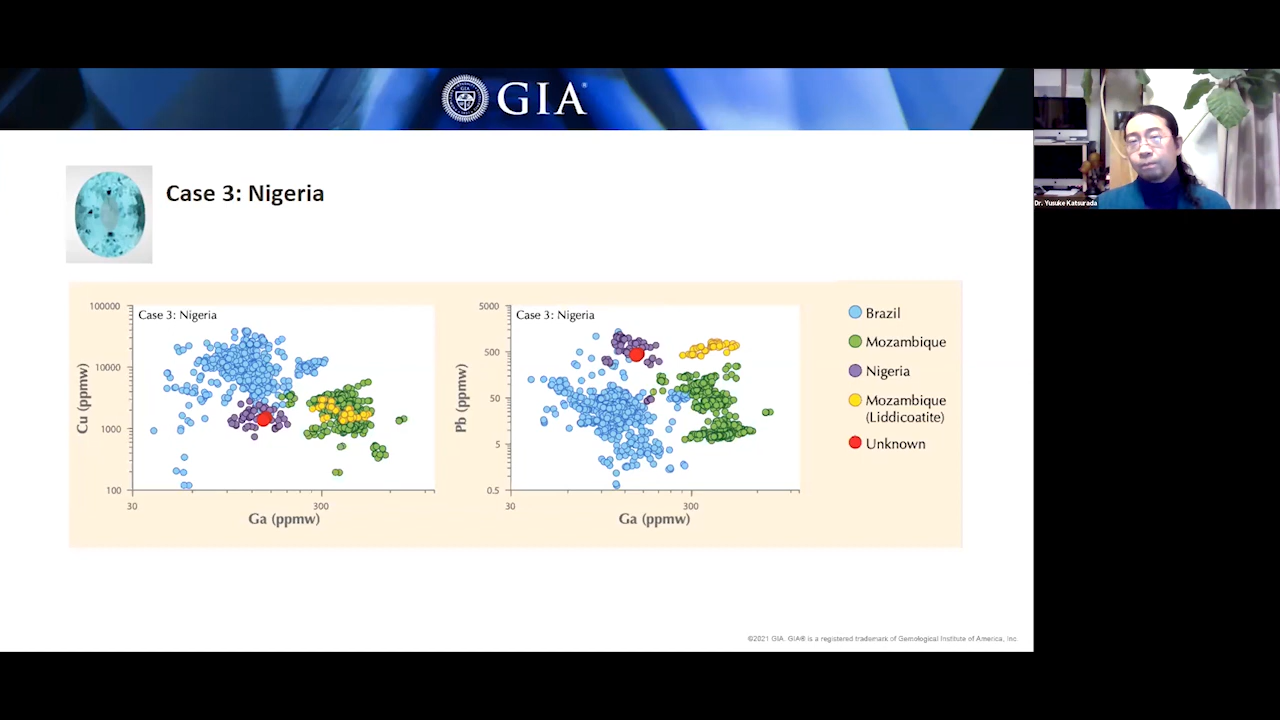 GIA
Case 3: Nigeria
Dr. Yusuke Katsurada
Case 3: Nigeria
100000
10000
1000
100
Cu (ppmw)
30
300
Ga (ppmw)
Case 3: Nigeria
5000
500
50
5
0.5
Pb (ppmw)
30
300
Ga (ppmw)
Brazil
Mozambique
Nigeria
Mozambique
(Liddicoatite)
Unknown
©2021 GIA. GIA® is a registered trademark of Gemological Institute of America, Inc.